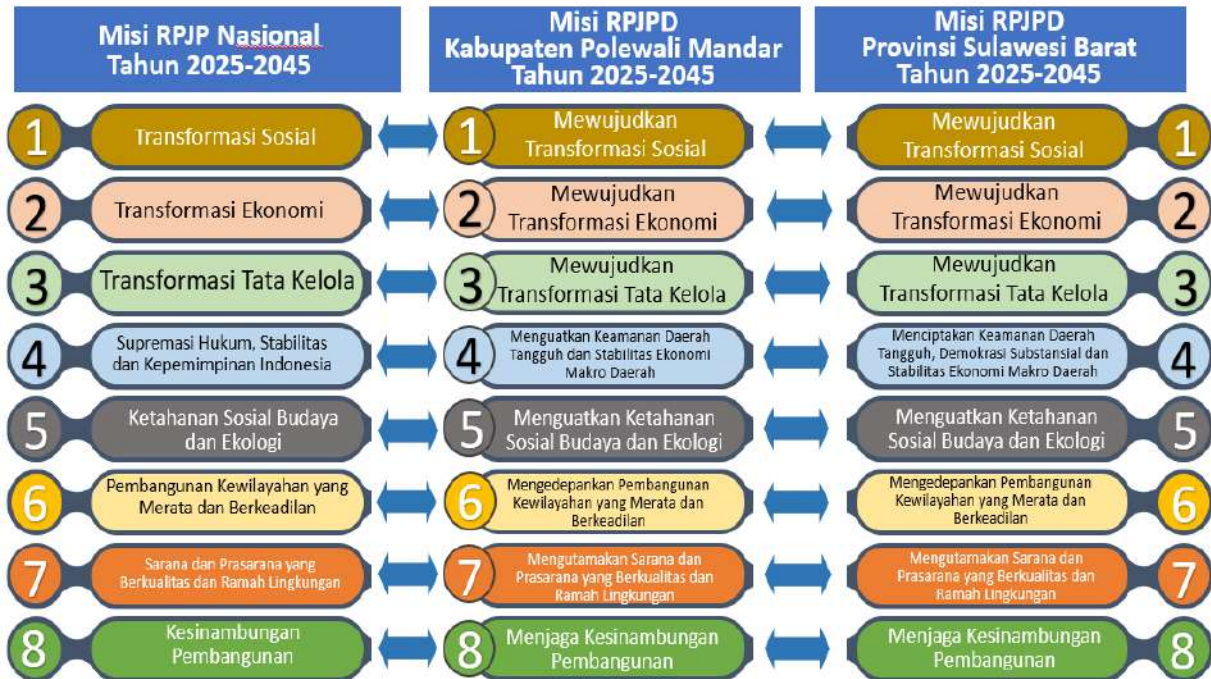 Misi RPJP Nasional
Tahun 2025-2045
Misi RPJPD
Kabupaten Polewali Mandar
Tahun 2025-2045
Misi RPJPD
Provinsi Sulawesi Barat
Tahun 2025-2045
1
Transformasi Sosial
1
Mewujudkan
Transformasi Sosial
Mewujudkan
Transformasi Sosial
1
2
Transformasi Ekonomi
2
Mewujudkan
Transformasi Ekonomi
Mewujudkan
Transformasi Ekonomi
2
3
Transformasi Tata Kelola
3
Mewujudkan
Transformasi Tata Kelola
Mewujudkan
Transformasi Tata Kelola
3
4
Supremasi Hukum, Stabilitas
dan Kepemimpinan Indonesia
4
Menguatkan Keamanan Daerah
Tangguh dan Stabilitas Ekonomi
Makro Daerah
Menciptakan Keamanan Daerah
Tangguh, Demokrasi Substansial dan
Stabilitas Ekonomi Makro Daerah
4
5
Ketahanan Sosial Budaya
dan Ekologi
5
Menguatkan Ketahanan
Sosial Budaya dan Ekologi
Menguatkan Ketahanan
Sosial Budaya dan Ekologi
5
6
Pembangunan Kewilayahan yang
Merata dan Berkeadilan
6
Mengedepankan Pembangunan
Kewilayahan yang Merata dan
Berkeadilan
Mengedepankan Pembangunan
Kewilayahan yang Merata dan
Berkeadilan
6
7
Sarana dan Prasarana yang
Berkualitas dan Ramah Lingkungan
7
Mengutamakan Sarana dan
Prasarana yang Berkualitas dan
Ramah Lingkungan
Mengutamakan Sarana dan
Prasarana yang Berkualitas dan
Ramah Lingkungan
7
8
Kesinambungan
Pembangunan
8
Menjaga Kesinambungan
Pembangunan
Menjaga Kesinambungan
Pembangunan
8